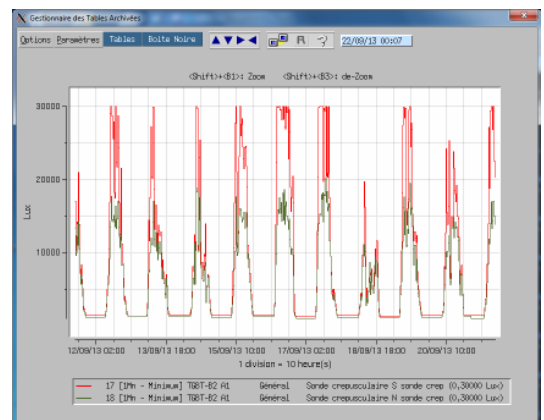 Gestionnaire des Tables Archivées
Options Paramètres Tables Boite Noire R 22/09/13 00:07
<Shift>+<B1>: Zoom <Shift>+<B3>: de-Zoom
30000
20000
10000
Lux
12/09/13 02:00 13/09/13 18:00 15/09/13 10:00 17/09/13 02:00 18/09/13 18:00 20/09/13 10:00
1 division = 10 heure(s)
17 [1Mn - Minimum] TGBT-B2 A1 Général Sonde crepusculaire S sonde crep (0,30000 Lux)
18 [1Mn - Minimum] TGBT-B2 A1 Général Sonde crepusculaire N sonde crep (0,30000 Lux)